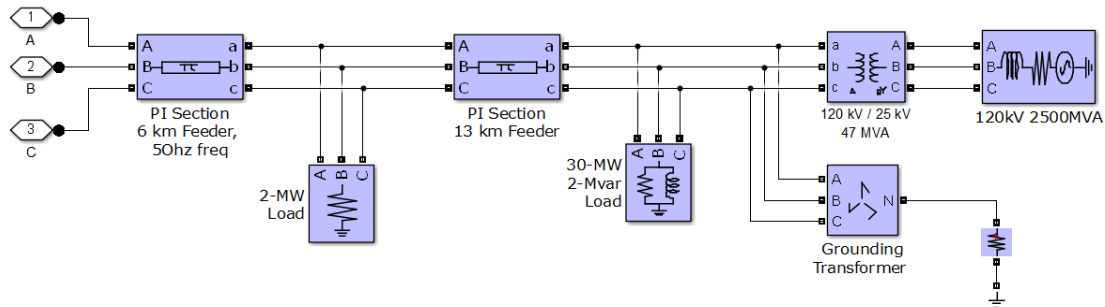 1
A
2
B
3
C
A
B
C
a
b
c
PI Section
6 km Feeder,
50hz freq
A
B
C
2-MW
Load
A
B
C
a
b
c
PI Section
13 km Feeder
A
B
C
30-MW
2-Mvar
Load
a
b
c
A
B
C
120 kV / 25 kV
47 MVA
A
B
C
120kV 2500MVA
A
B
C
N
Grounding
Transformer